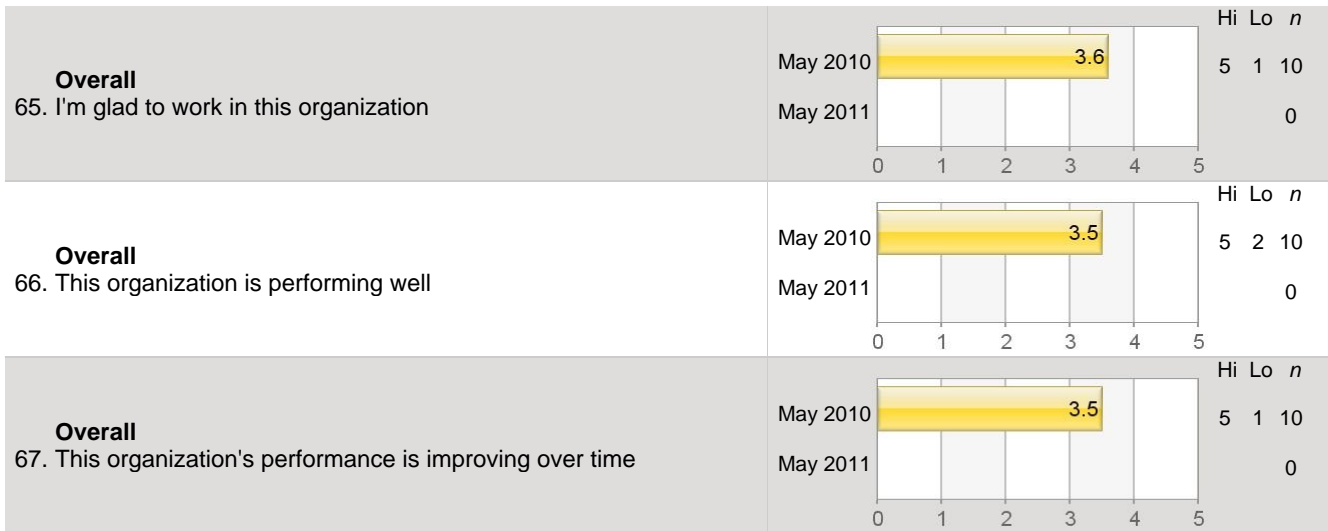 Hi Lo n
Overall
65. I'm glad to work in this organization
May 2010 3.6 5 1 10
May 2011 0
0 1 2 3 4 5
Hi Lo n
Overall
66. This organization is performing well
May 2010 3.5 5 2 10
May 2011 0
0 1 2 3 4 5
Hi Lo n
Overall
67. This organization's performance is improving over time
May 2010 3.5 5 1 10
May 2011 0
0 1 2 3 4 5